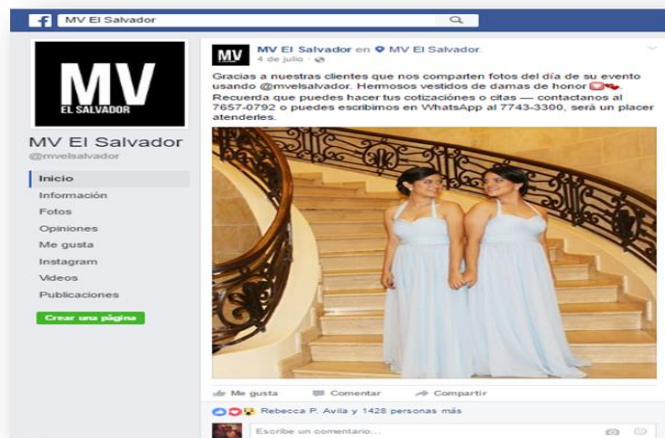 MV El Salvador
MV
EL SALVADOR
MV El Salvador
@mvelsalvador
Inicio
Información
Fotos
Opiniones
Me gusta
Instagram
Videos
Publicaciones
Crear una página
MV
MV El Salvador en MV El Salvador.
4 de julio
Gracias a nuestras clientes que nos comparten fotos del día de su evento
usando @mvelsalvador. Hermosos vestidos de damas de honor
Recuerda que puedes hacer tus cotizaciónes o citas — contactanos al
7657-0792 o puedes escribirnos en WhatsApp al 7743-3300, será un placer
atenderles.
Me gusta Comentar Compartir
Rebecca P. Avila y 1428 personas más
Escribe un comentario...